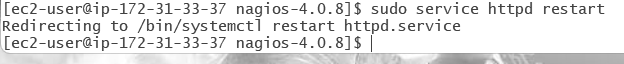 [ec2-user@ip-172-31-33-37 nagios-4.0.8]$ sudo service httpd restart
Redirecting to /bin/systctl restart httpd.service
[ec2-user@ip-172-31-33-37 nagios-4.0.8]$